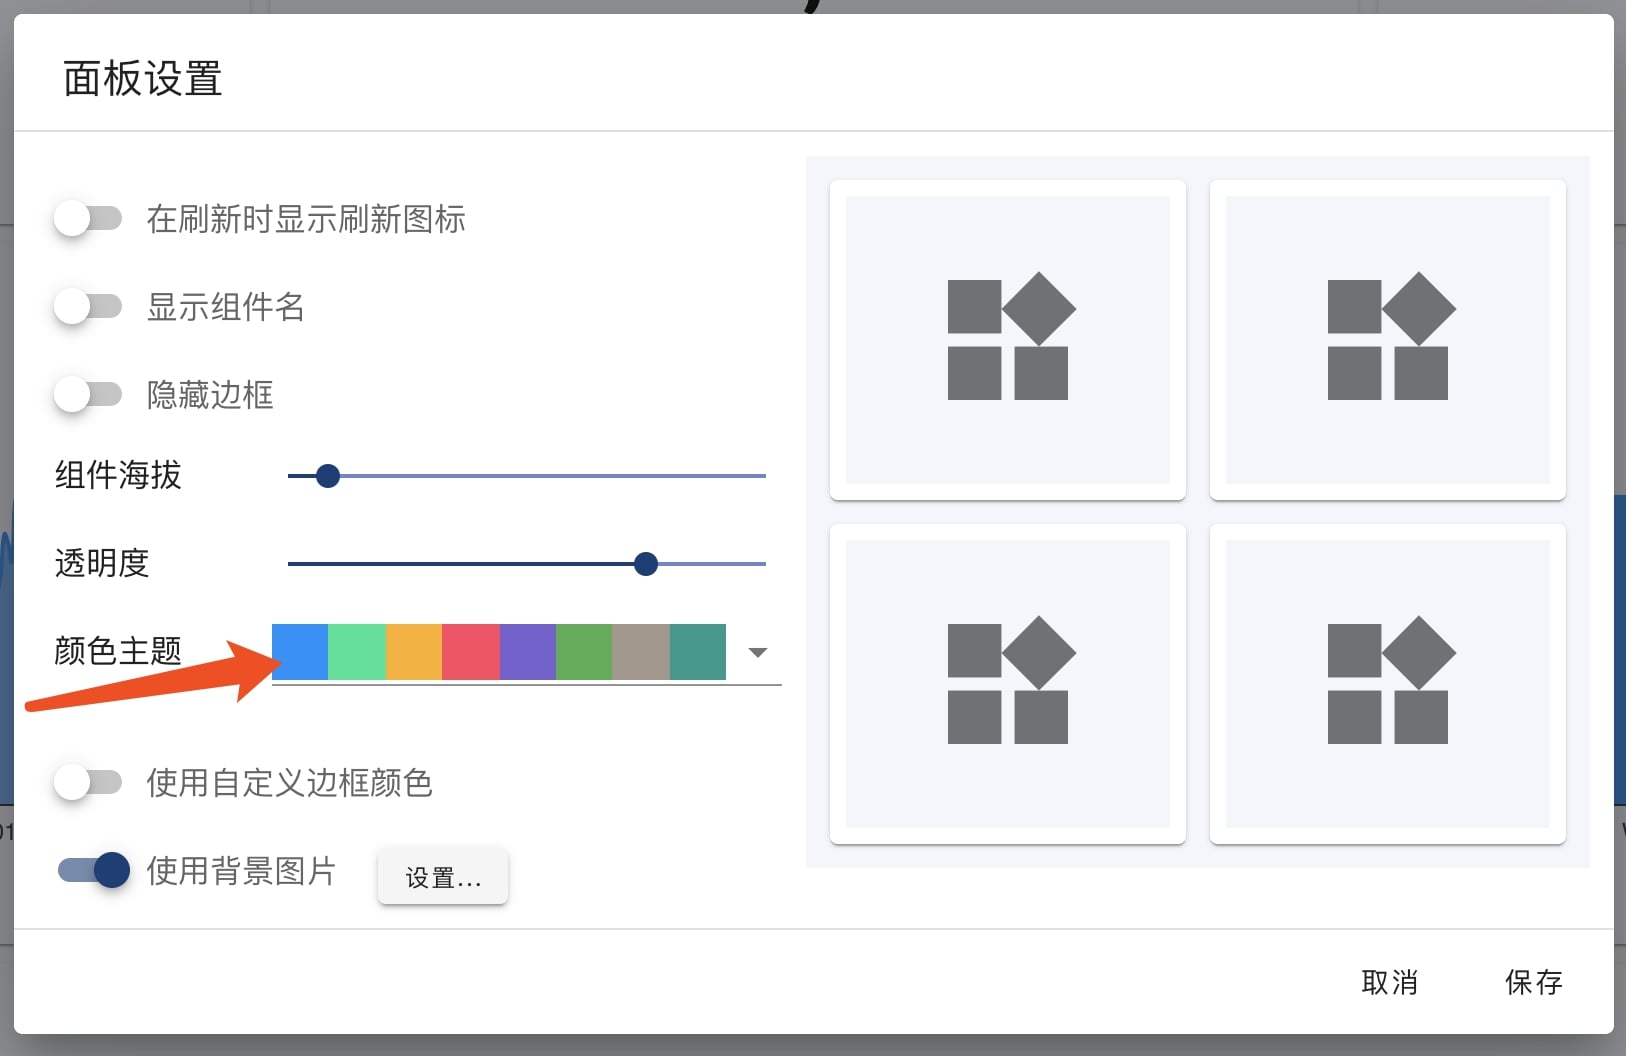 面板设置
在刷新时显示刷新图标
显示组件名
隐藏边框
组件海拔
透明度
颜色主题
使用自定义边框颜色
使用背景图片
设置...
取消
保存